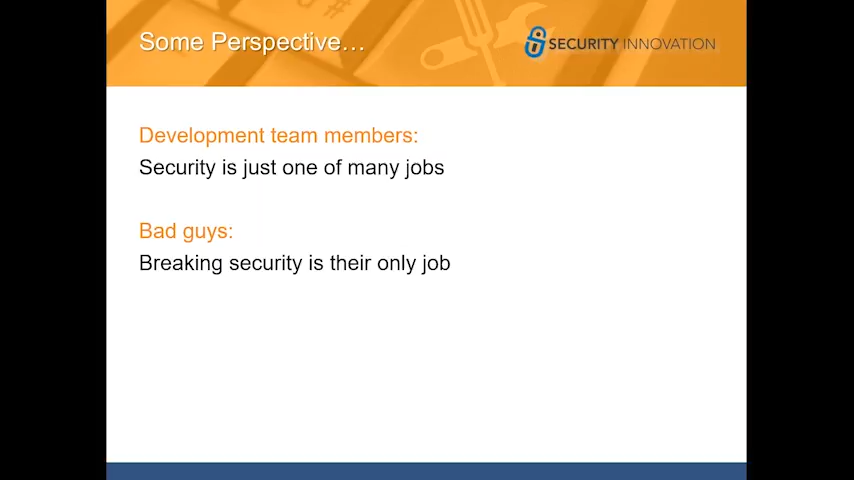 Some Perspective...
SECURITY INNOVATION
Development team members:
Security is just one of many jobs
Bad guys:
Breaking security is their only job